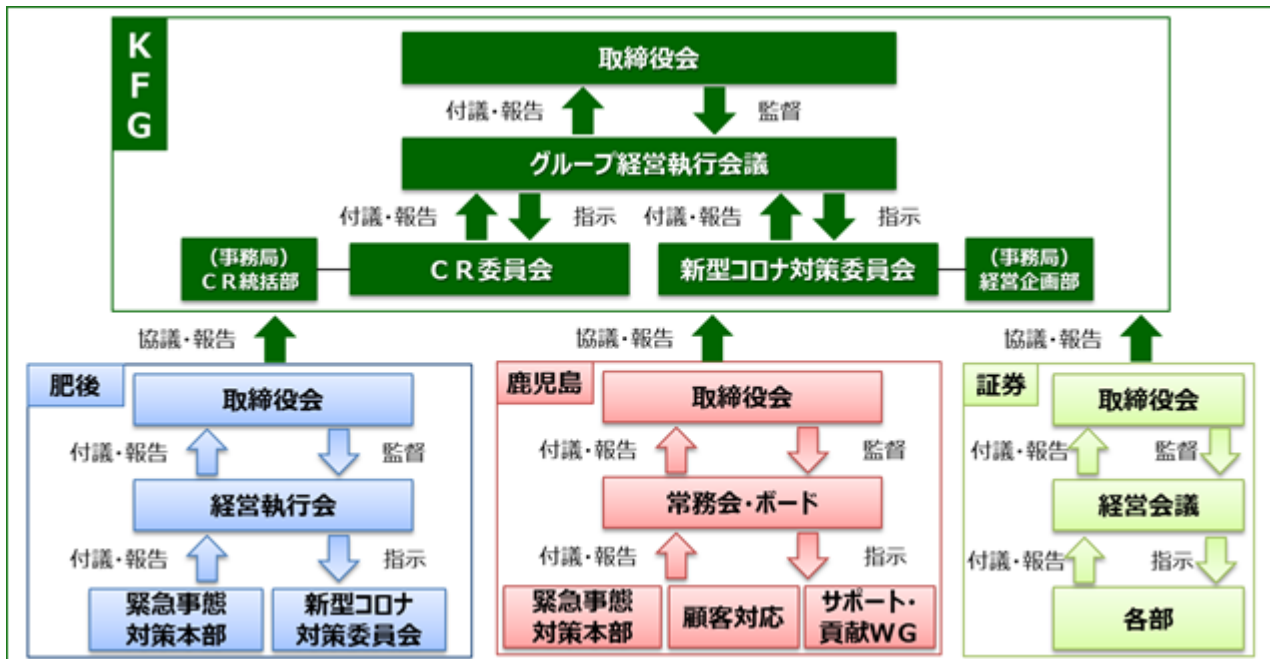 KFG
取締役会
付議・報告
監督
グループ経営執行会議
付議・報告
指示
付議・報告
指示
(事務局)
CR統括部
CR委員会
新型コロナ対策委員会
(事務局)
経営企画部
協議・報告
協議・報告
協議・報告
肥後
取締役会
付議・報告
監督
経営執行会
付議・報告
指示
緊急事態
対策本部
新型コロナ
対策委員会
鹿児島
取締役会
付議・報告
監督
常務会・ボード
付議・報告
指示
緊急事態
対策本部
顧客対応
サポート・
貢献WG
証券
取締役会
付議・報告
監督
経営会議
付議・報告
指示
各部